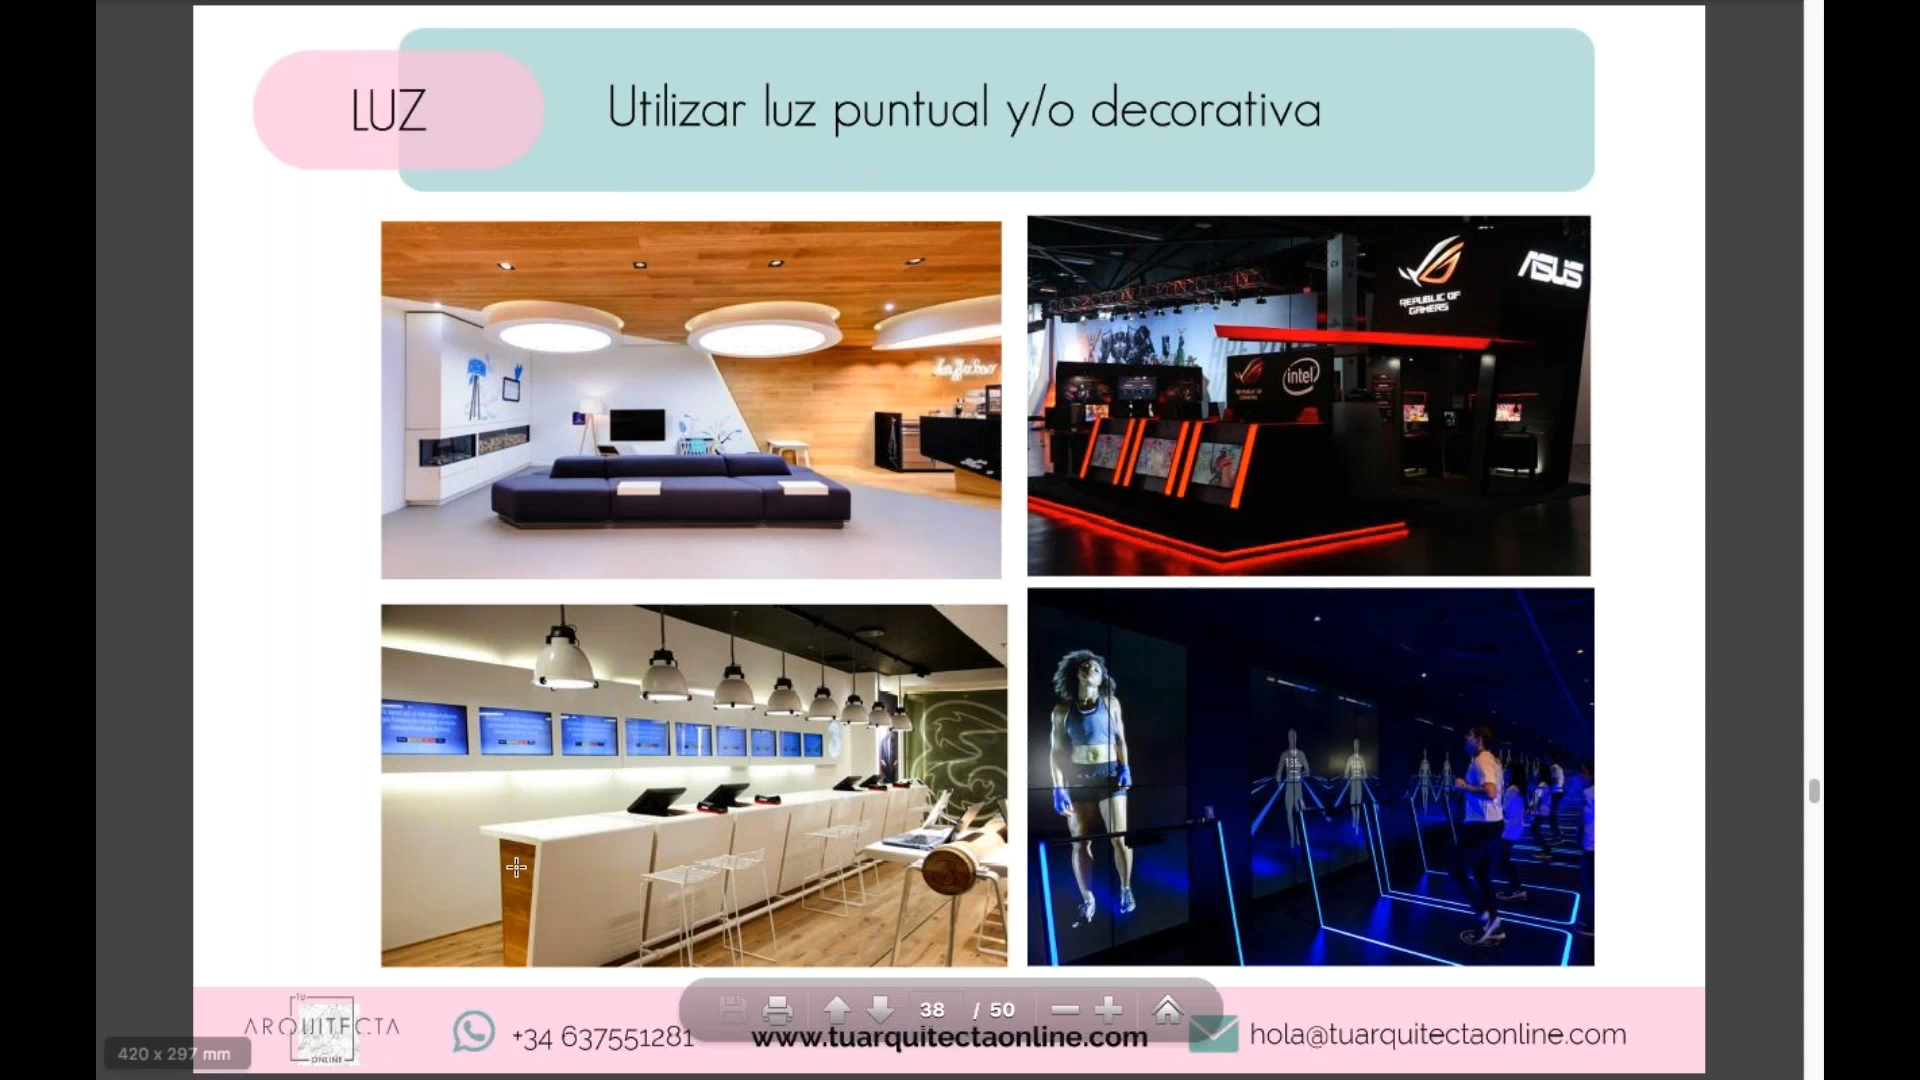 LUZ
Utilizar luz puntual y/o decorativa
REPUBLIC OF
GAMERS
ASUS
intel
TU
ARQUITECTA
ONLINE
+34 637551281
www.tuarquitectaonline.com
hola@tuarquitectaonline.com
38 / 50
420 x 297 mm